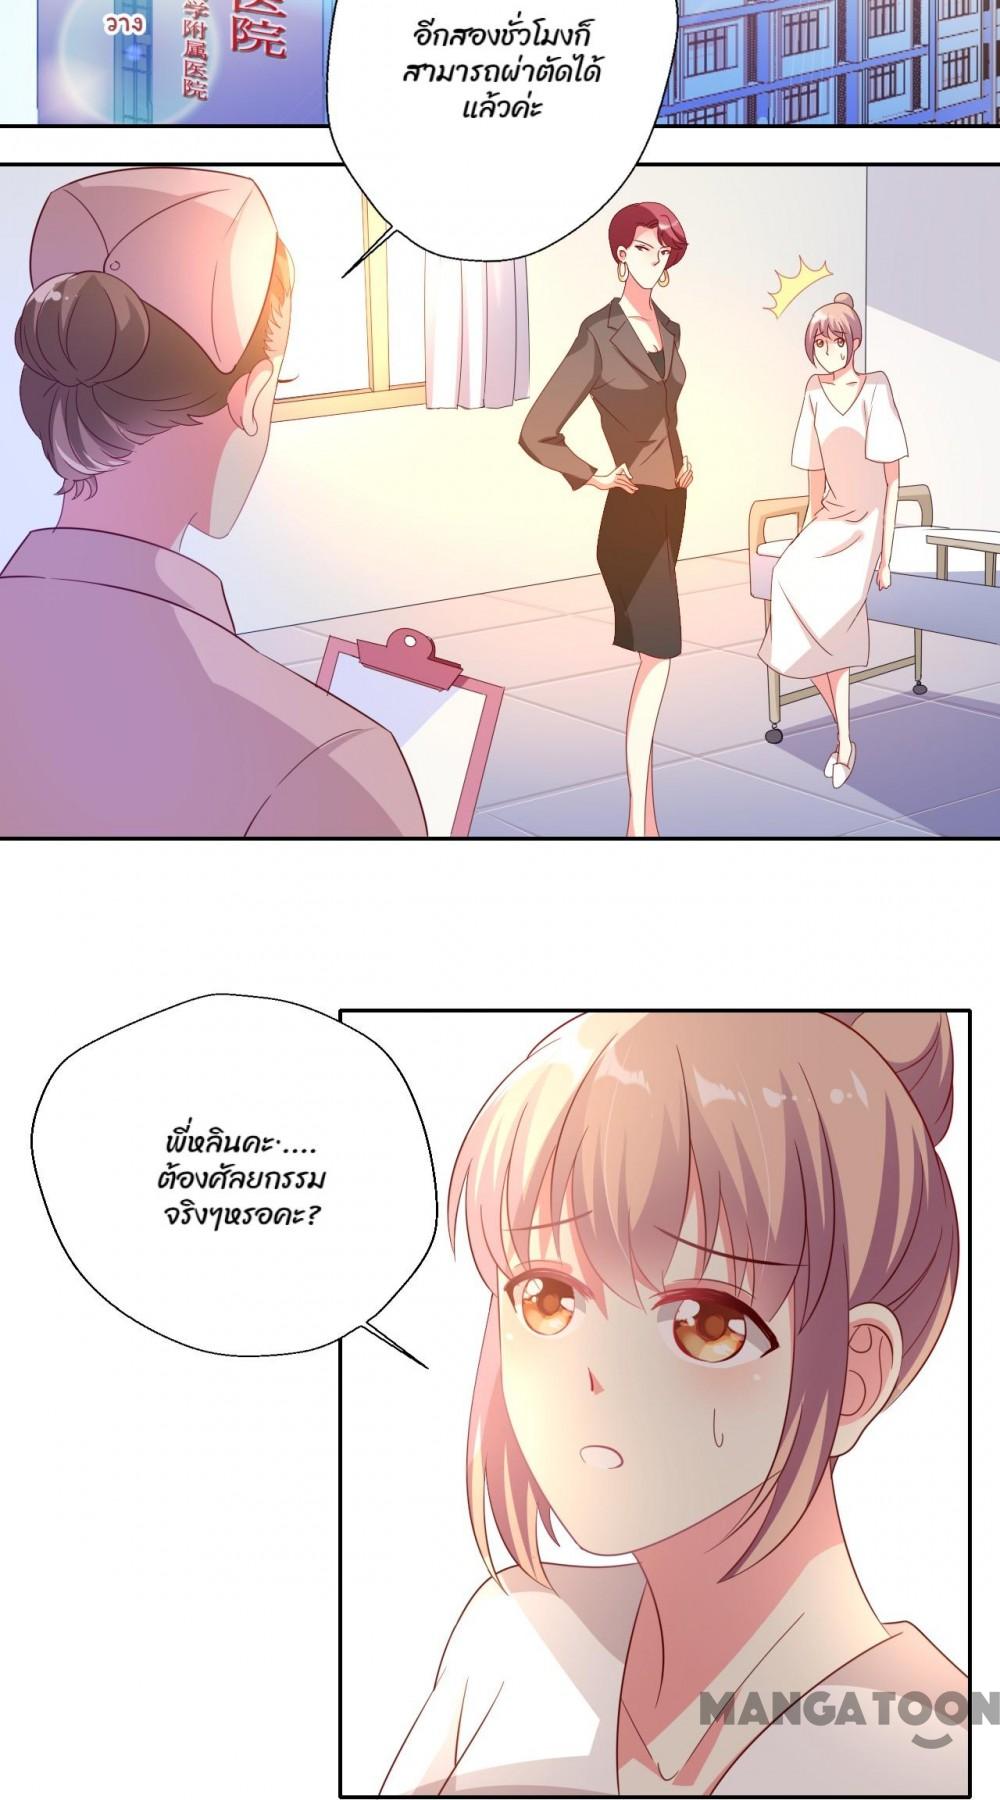 วาง
医院
学附属医院
อีกสองชั่วโมงก็
สามารถผ่าตัดได้
แล้วค่ะ
พี่หลินคะ.....
ต้องศัลยกรรม
จริงๆหรอคะ?
MANGATOON